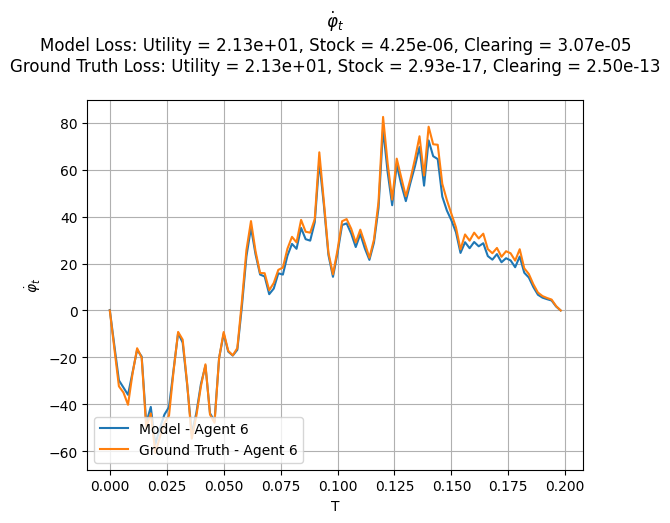 φ̇_t
Model Loss: Utility = 2.13e+01, Stock = 4.25e-06, Clearing = 3.07e-05
Ground Truth Loss: Utility = 2.13e+01, Stock = 2.93e-17, Clearing = 2.50e-13
80
60
40
20
0
−20
−40
−60
φ̇_t
Model - Agent 6
Ground Truth - Agent 6
0.000 0.025 0.050 0.075 0.100 0.125 0.150 0.175 0.200
T